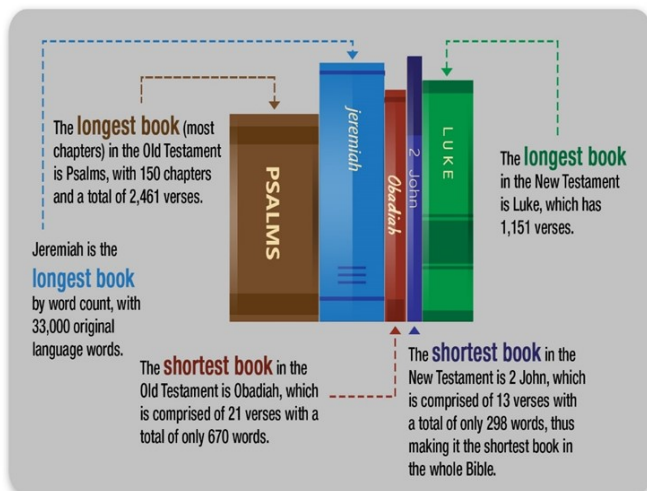 The longest book (most
chapters) in the Old Testament
is Psalms, with 150 chapters
and a total of 2,461 verses.
Jeremiah is the
longest book
by word count, with
33,000 original
language words.
PSALMS
jeremiah
Obadiah
2 John
LUKE
The longest book
in the New Testament
is Luke, which has
1,151 verses.
The shortest book in the
Old Testament is Obadiah, which
is comprised of 21 verses with a
total of only 670 words.
The shortest book in the
New Testament is 2 John, which
is comprised of 13 verses with
a total of only 298 words, thus
making it the shortest book in
the whole Bible.